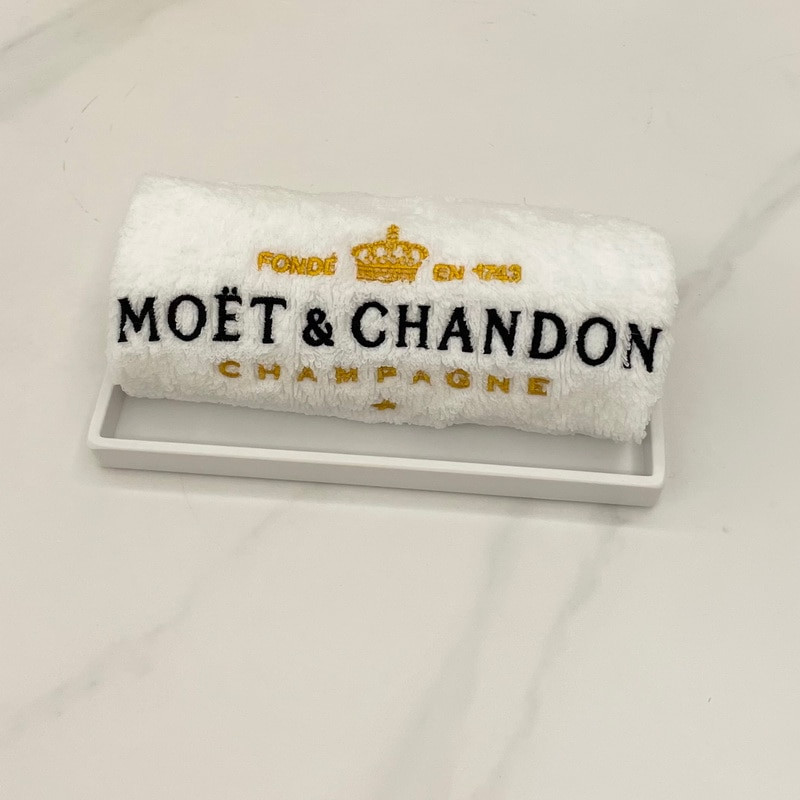 FONDÉ EN 1743
MOËT & CHANDON
CHAMPAGNE